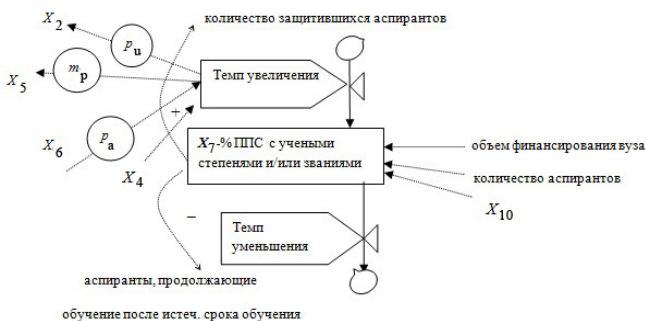 количество защитившихся аспирантов
X2
pu
X5
mp
Темп увеличения
+
pa
X6
X4
X7-% ППС с учеными
степенями и/или званиями
объем финансирования вуза
количество аспирантов
X10
–
Темп
уменьшения
аспиранты, продолжающие
обучение после истеч. срока обучения